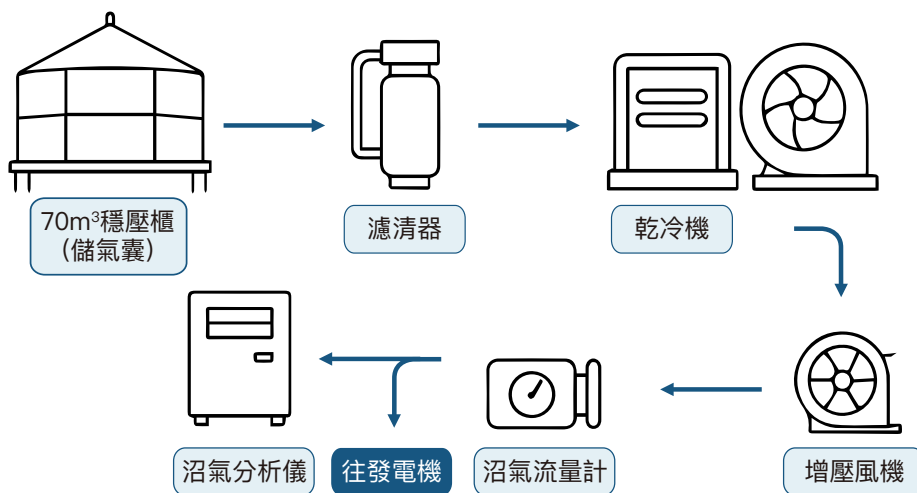 70m³穩壓櫃
(儲氣囊)
濾清器
乾冷機
沼氣分析儀
往發電機
沼氣流量計
增壓風機